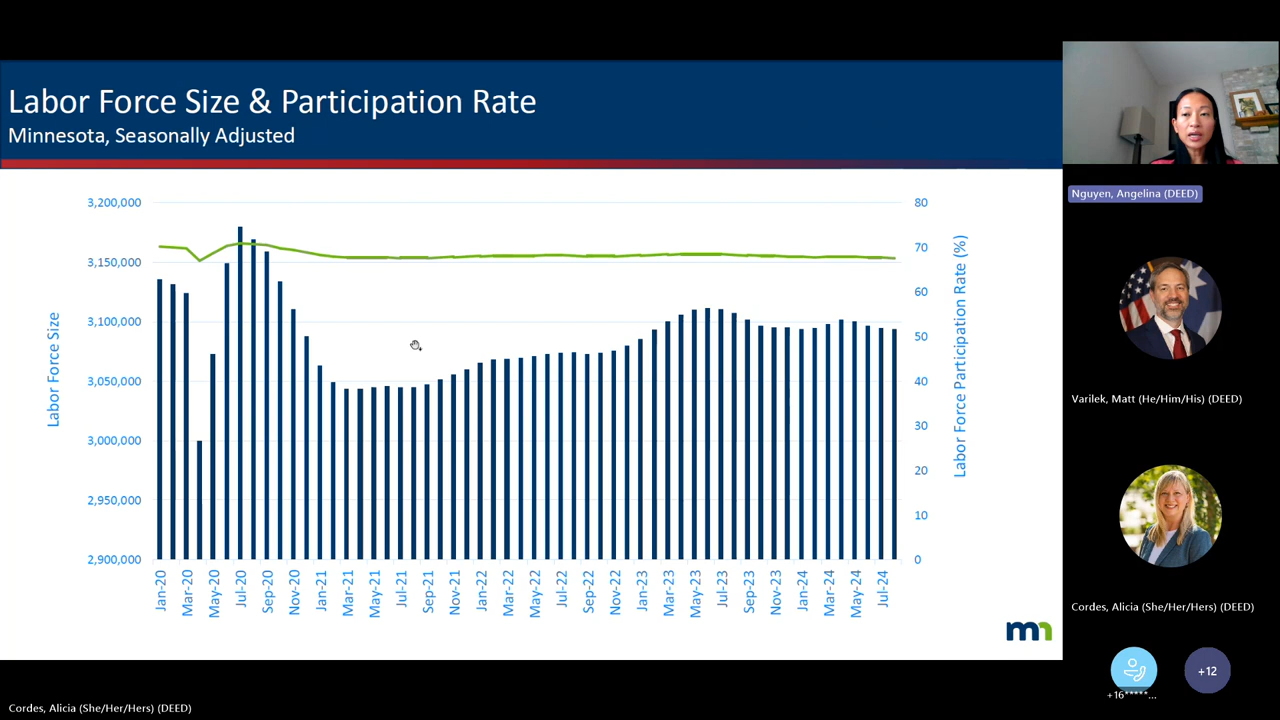 Labor Force Size & Participation Rate
Minnesota, Seasonally Adjusted
3,200,000
3,150,000
3,100,000
3,050,000
3,000,000
2,950,000
2,900,000
Labor Force Size
80
70
60
50
40
30
20
10
0
Labor Force Participation Rate (%)
Jan-20
Mar-20
May-20
Jul-20
Sep-20
Nov-20
Jan-21
Mar-21
May-21
Jul-21
Sep-21
Nov-21
Jan-22
Mar-22
May-22
Jul-22
Sep-22
Nov-22
Jan-23
Mar-23
May-23
Jul-23
Sep-23
Nov-23
Jan-24
Mar-24
May-24
Jul-24
mn
Nguyen, Angelina (DEED)
Varilek, Matt (He/Him/His) (DEED)
Cordes, Alicia (She/Her/Hers) (DEED)
+16*****...
+12
Cordes, Alicia (She/Her/Hers) (DEED)